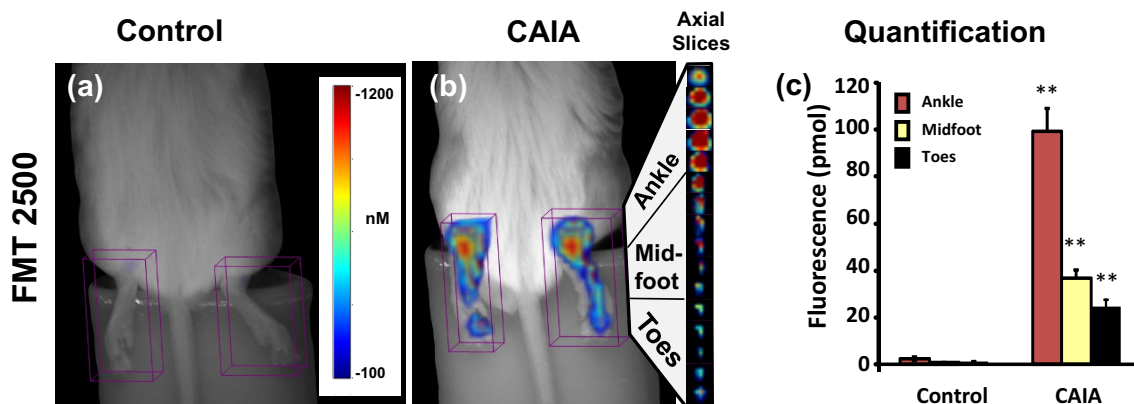 Control
CAIA
Axial
Slices
Quantification
FMT 2500
(a)
-1200
nM
-100
(b)
Ankle
Mid-
foot
Toes
(c)
Fluorescence (pmol)
120
100
80
60
40
20
0
Ankle
Midfoot
Toes
**
**
**
Control
CAIA